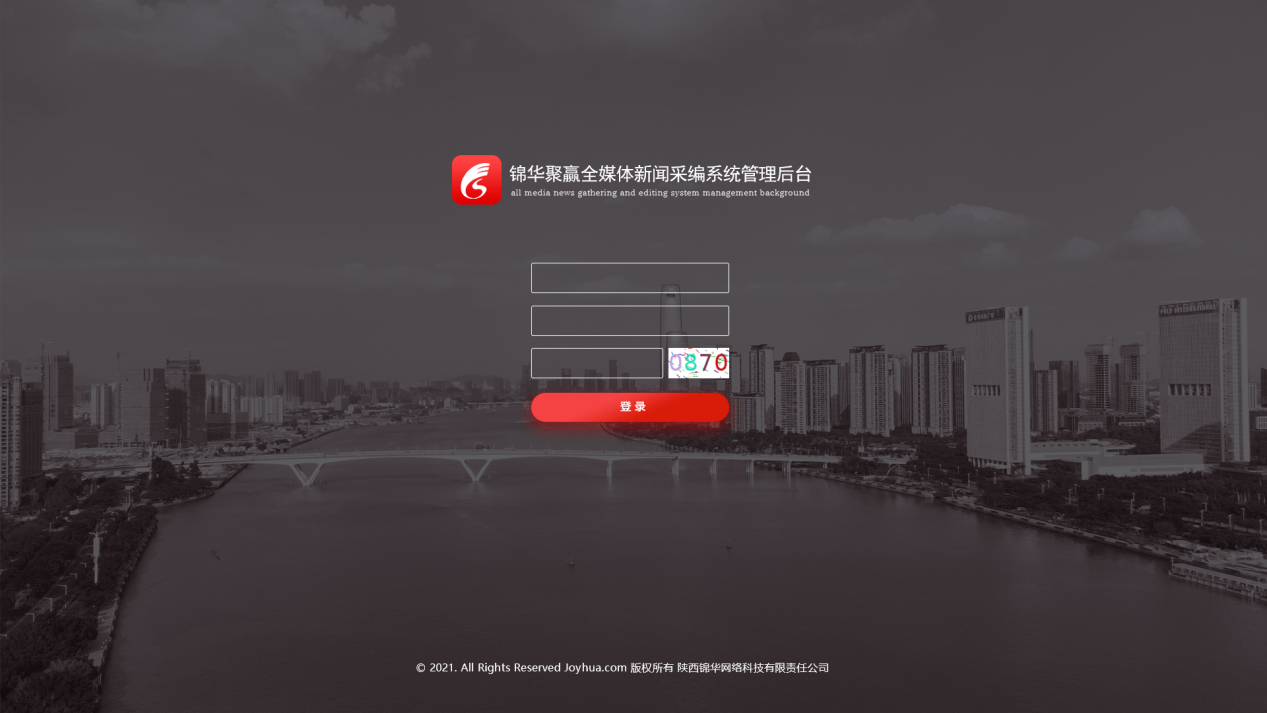 锦华聚赢全媒体新闻采编系统管理后台
all media news gathering and editing system management background
0870
登 录
© 2021. All Rights Reserved Joyhua.com 版权所有 陕西锦华网络科技有限责任公司